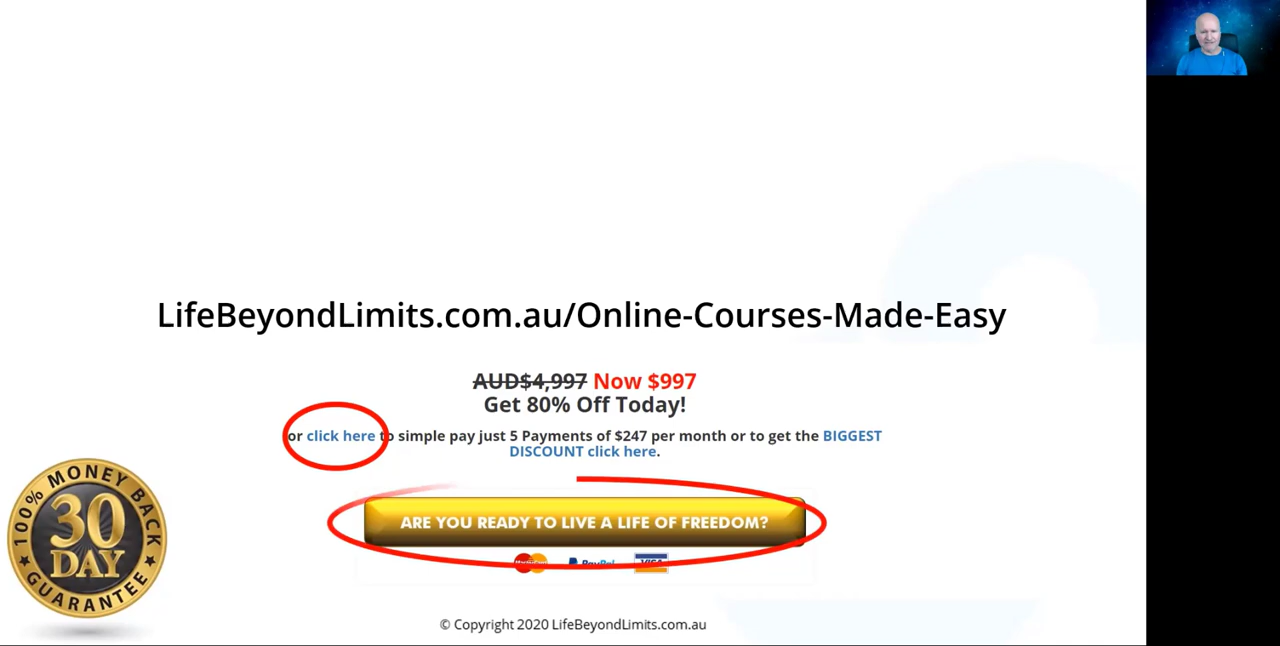 LifeBeyondLimits.com.au/Online-Courses-Made-Easy
AUD$4,997 Now $997
Get 80% Off Today!
or click here to simple pay just 5 Payments of $247 per month or to get the BIGGEST
DISCOUNT click here.
100% MONEY BACK
30
DAY
GUARANTEE
ARE YOU READY TO LIVE A LIFE OF FREEDOM?
PayPal VISA
© Copyright 2020 LifeBeyondLimits.com.au